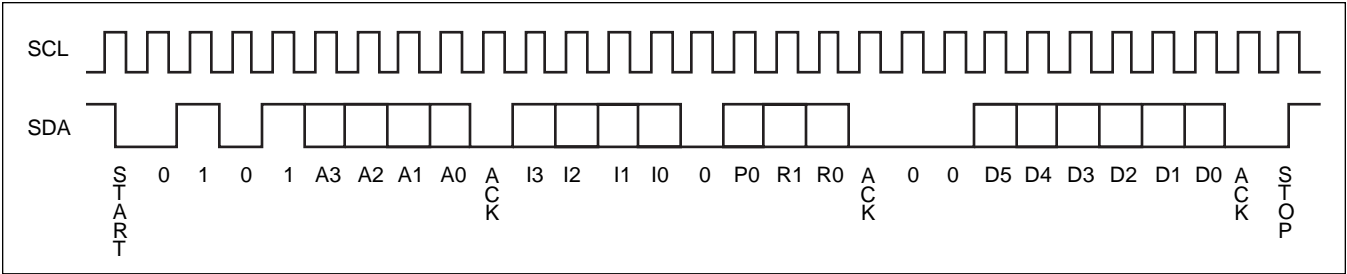 SCL
SDA
START 0 1 0 1 A3 A2 A1 A0 ACK I3 I2 I1 I0 0 P0 R1 R0 ACK 0 0 D5 D4 D3 D2 D1 D0 ACK STOP